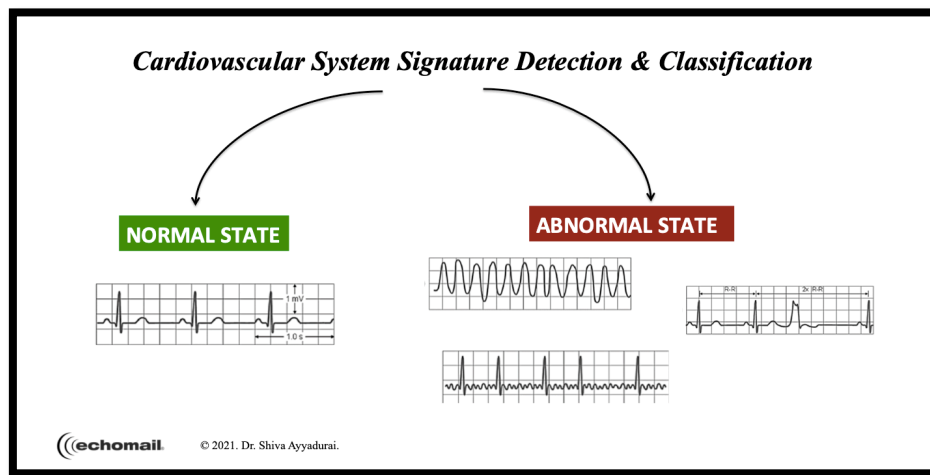 Cardiovascular System Signature Detection & Classification
NORMAL STATE
ABNORMAL STATE
1 mV
1.0 s
R-R
2x (R-R)
echomail
© 2021. Dr. Shiva Ayyadurai.